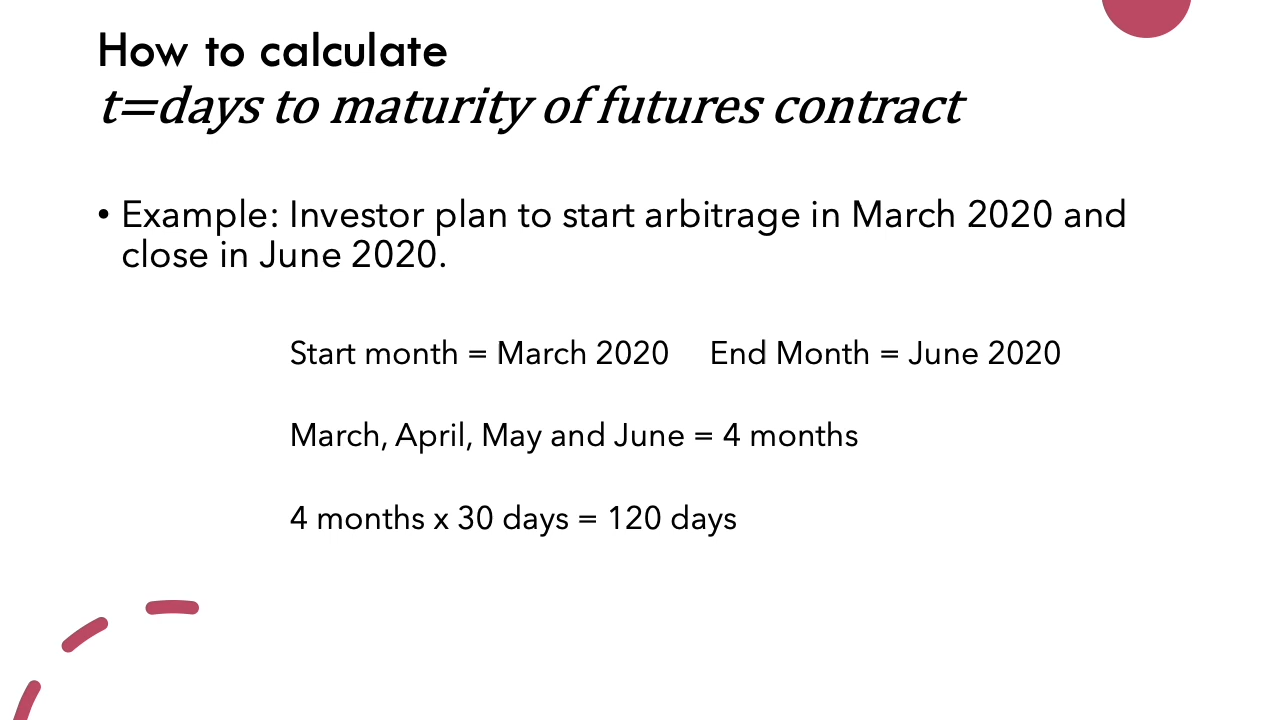 How to calculate
t=days to maturity of futures contract
• Example: Investor plan to start arbitrage in March 2020 and
close in June 2020.
Start month = March 2020 End Month = June 2020
March, April, May and June = 4 months
4 months x 30 days = 120 days